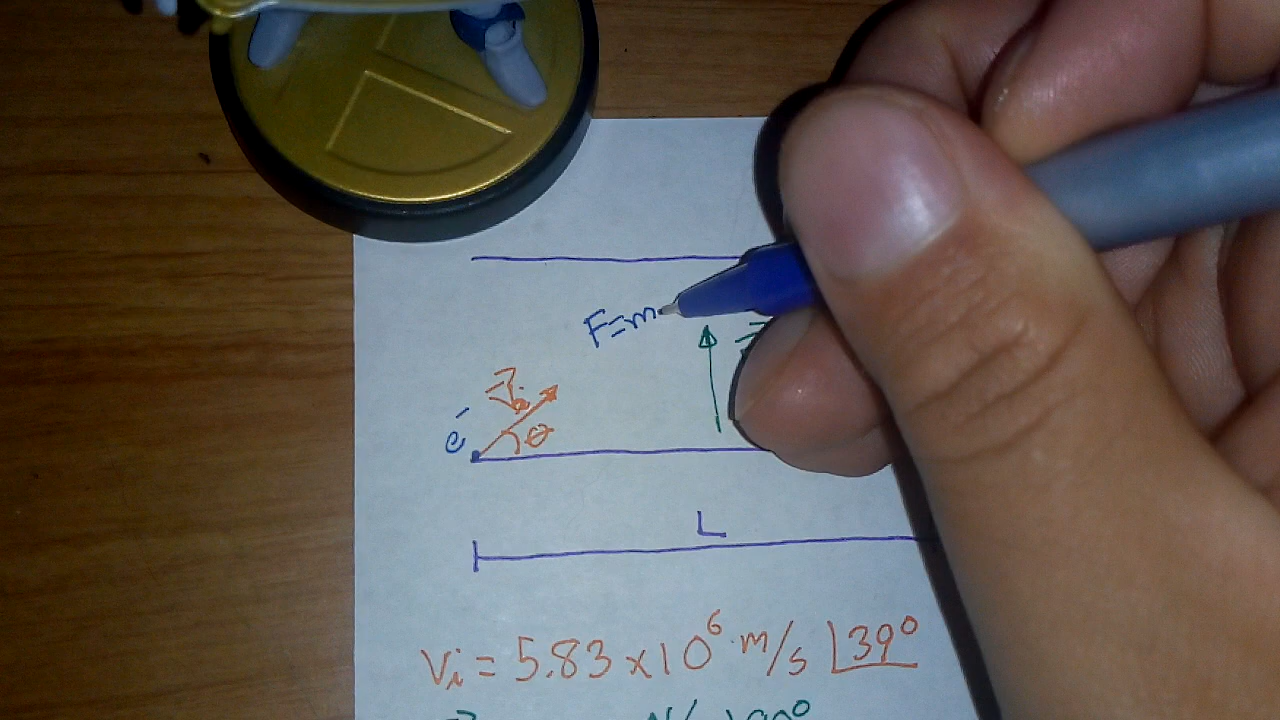 F=m
v⃗i
θ
e⁻
L
Vi = 5.83 x 10⁶ m/s ∠39°